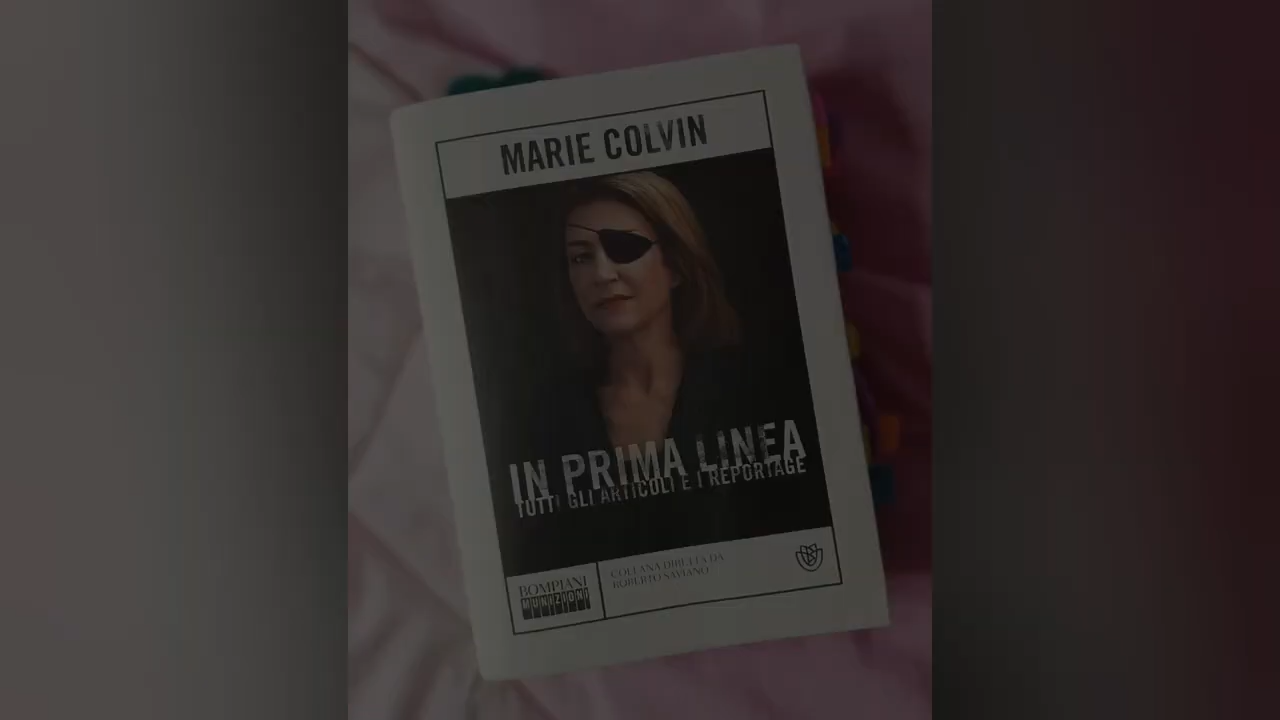 MARIE COLVIN
IN PRIMA LINEA
TUTTI GLI ARTICOLI E I REPORTAGE
BOMPIANI
MUNIZIONI
COLLANA DIRETTA DA
ROBERTO SAVIANO